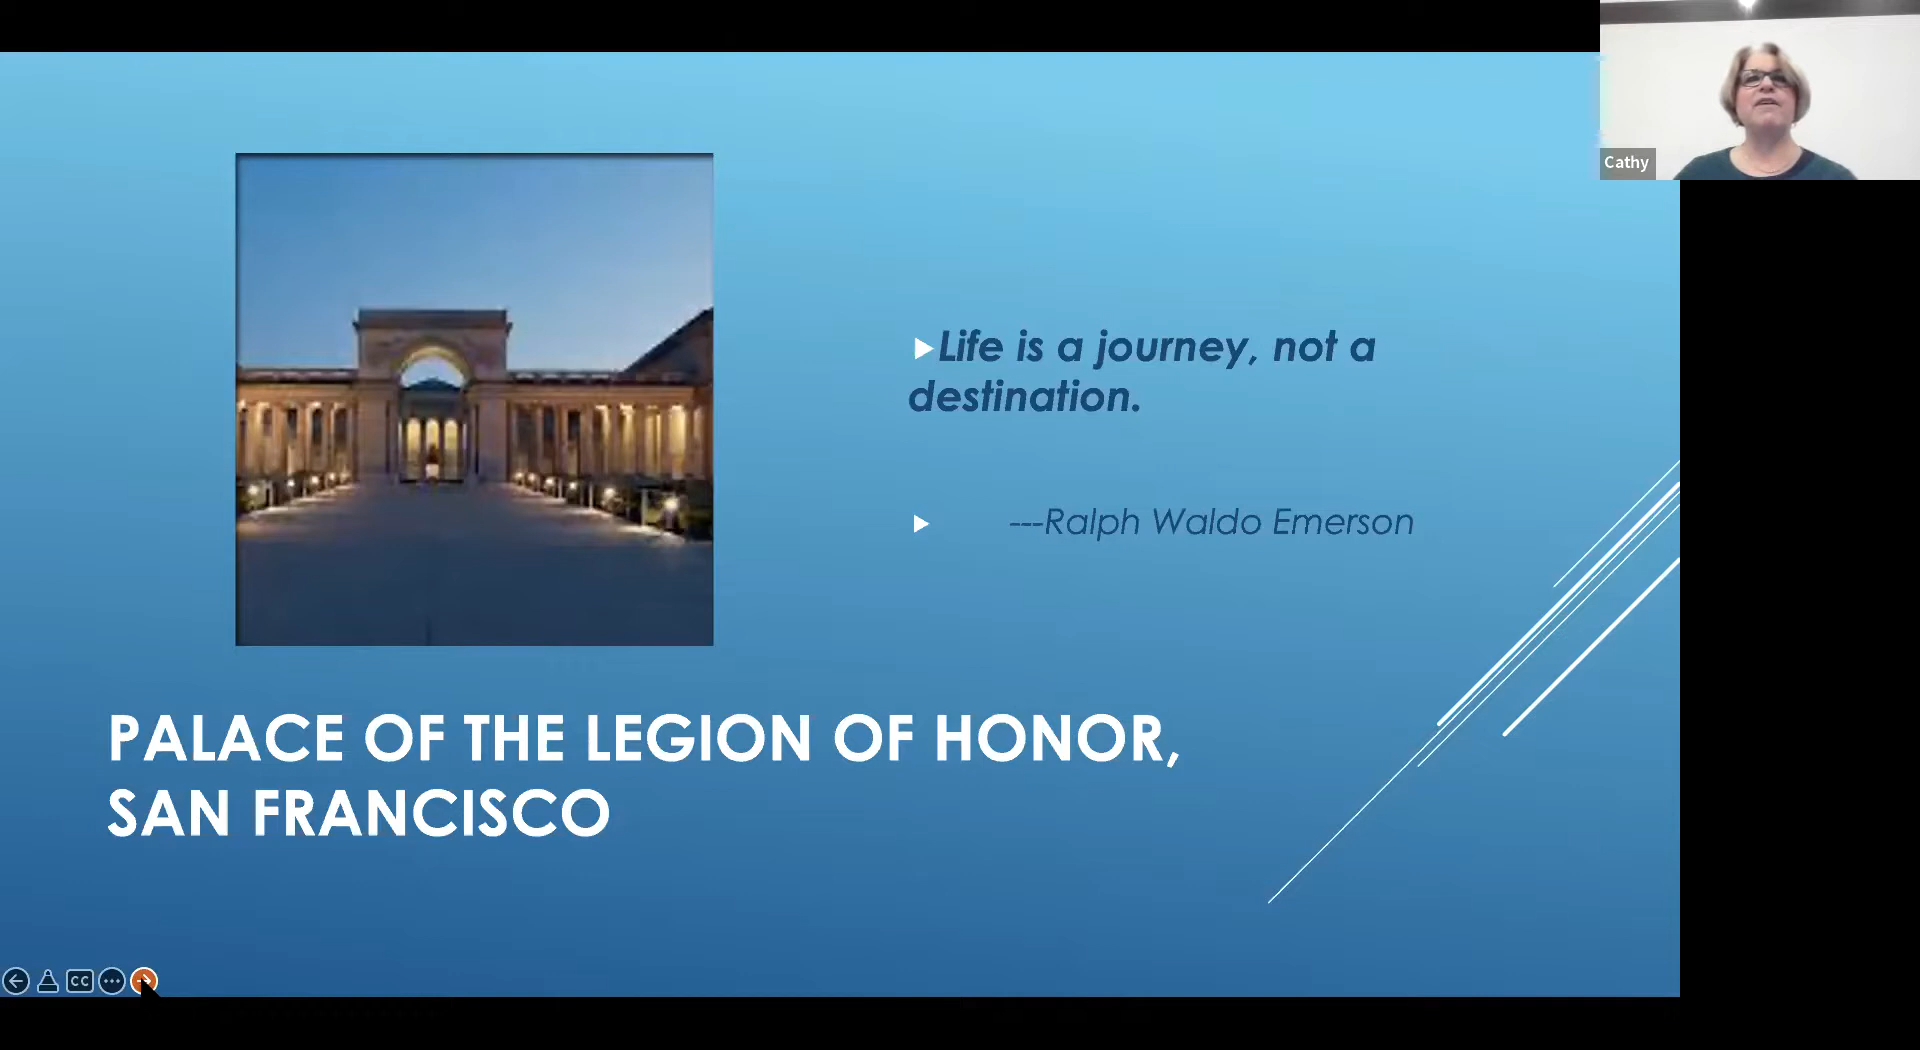 Cathy
Life is a journey, not a
destination.
---Ralph Waldo Emerson
PALACE OF THE LEGION OF HONOR,
SAN FRANCISCO
CC